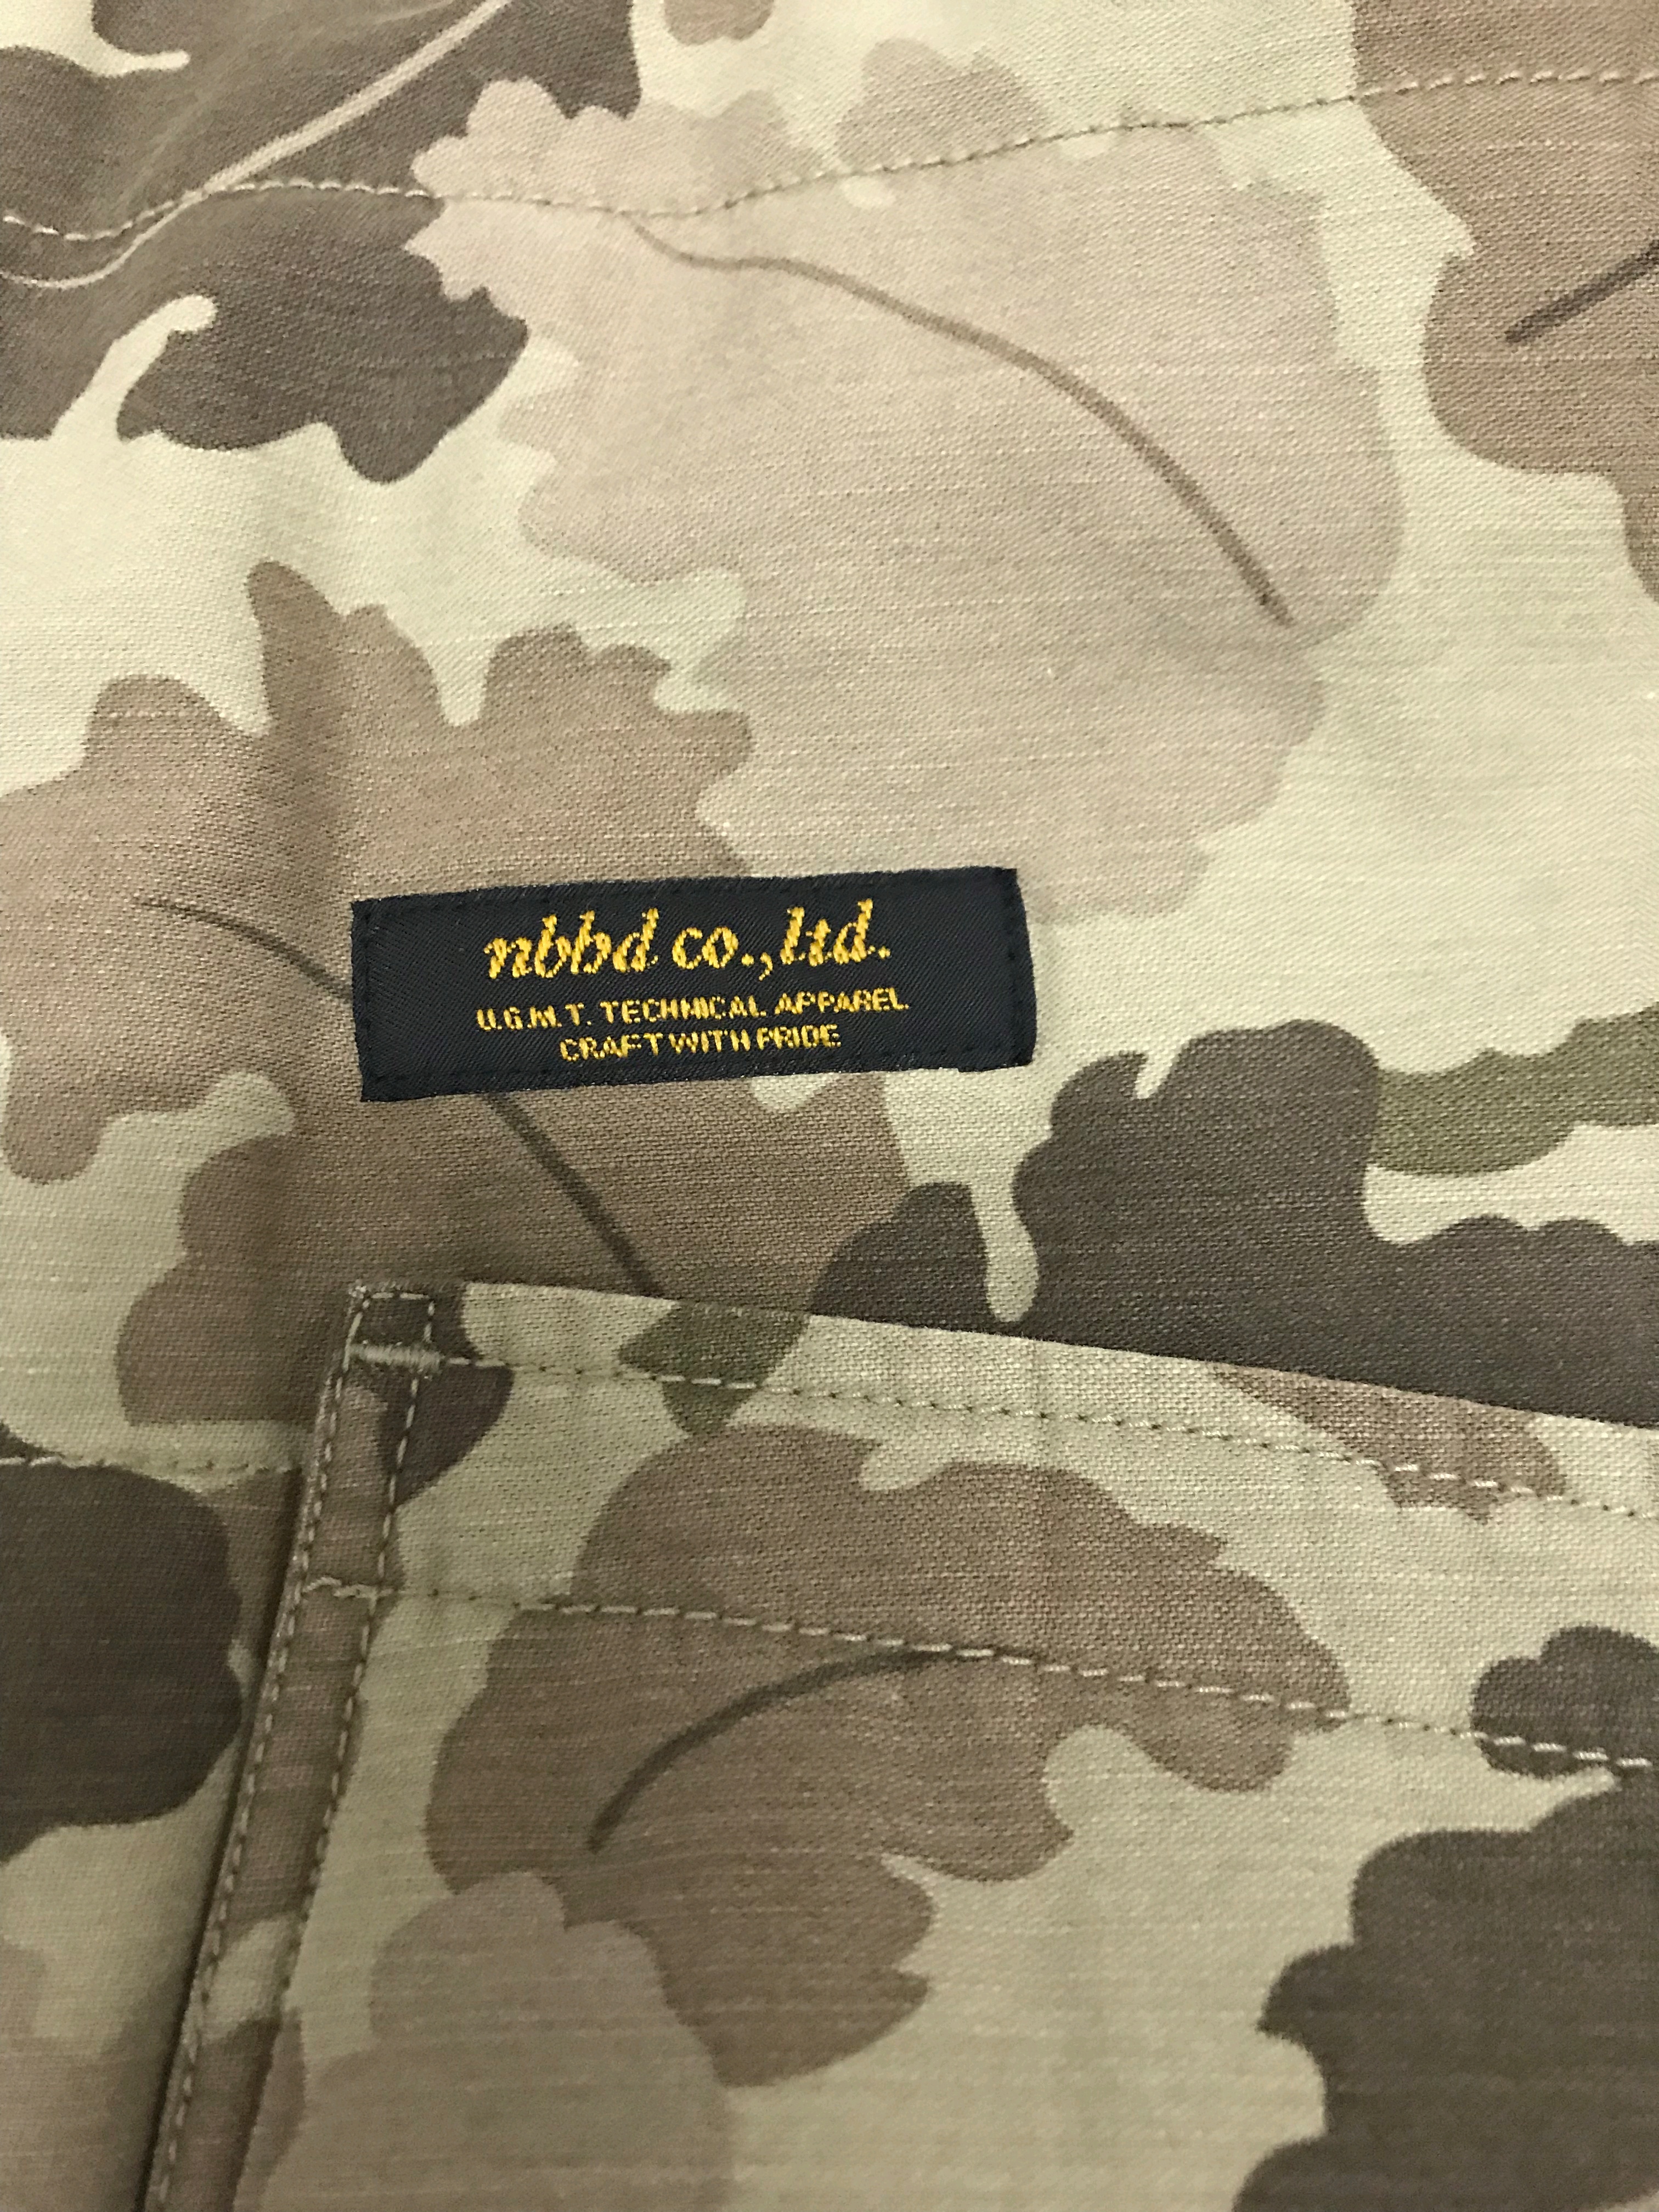 nbbd co.,ltd.
U.G.M.T. TECHNICAL APPAREL
CRAFT WITH PRIDE